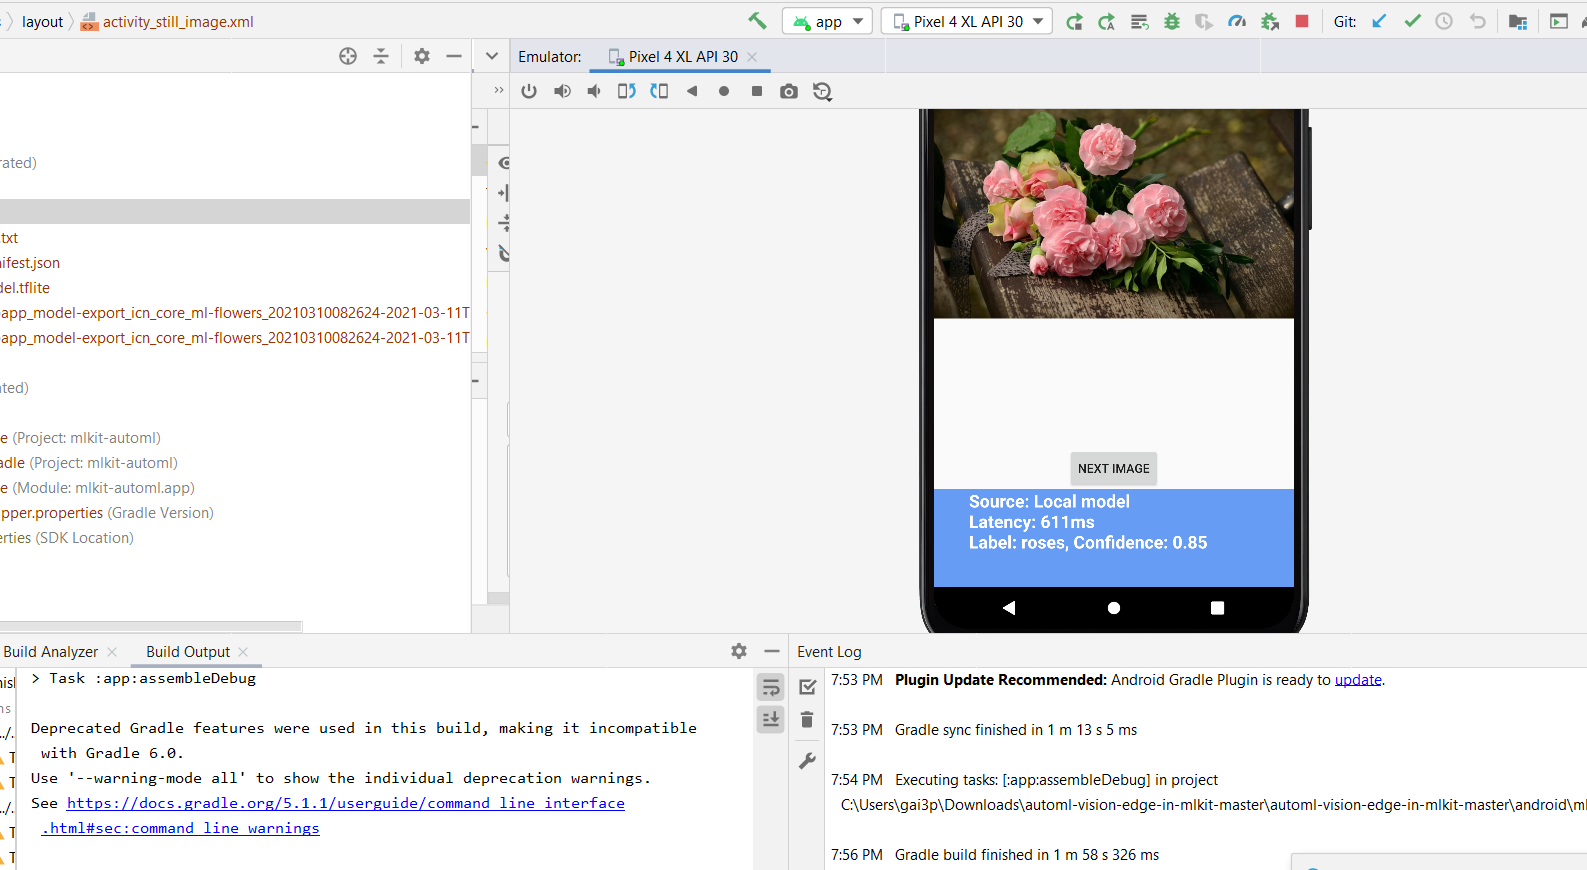 layout activity_still_image.xml
app
Pixel 4 XL API 30
Git:
Emulator: Pixel 4 XL API 30
rated)
txt
nifest.json
del.tflite
app_model-export_icn_core_ml-flowers_20210310082624-2021-03-11T
app_model-export_icn_core_ml-flowers_20210310082624-2021-03-11T
ated)
e (Project: mlkit-automl)
adle (Project: mlkit-automl)
e (Module: mlkit-automl.app)
pper.properties (Gradle Version)
erties (SDK Location)
NEXT IMAGE
Source: Local model
Latency: 611ms
Label: roses, Confidence: 0.85
Build Analyzer
Build Output
> Task :app:assembleDebug
Deprecated Gradle features were used in this build, making it incompatible
with Gradle 6.0.
Use '--warning-mode all' to show the individual deprecation warnings.
See https://docs.gradle.org/5.1.1/userguide/command_line_interface
.html#sec:command_line_warnings
Event Log
7:53 PM Plugin Update Recommended: Android Gradle Plugin is ready to update.
7:53 PM Gradle sync finished in 1 m 13 s 5 ms
7:54 PM Executing tasks: [:app:assembleDebug] in project
C:\Users\gai3p\Downloads\automl-vision-edge-in-mlkit-master\automl-vision-edge-in-mlkit-master\android\ml
7:56 PM Gradle build finished in 1 m 58 s 326 ms